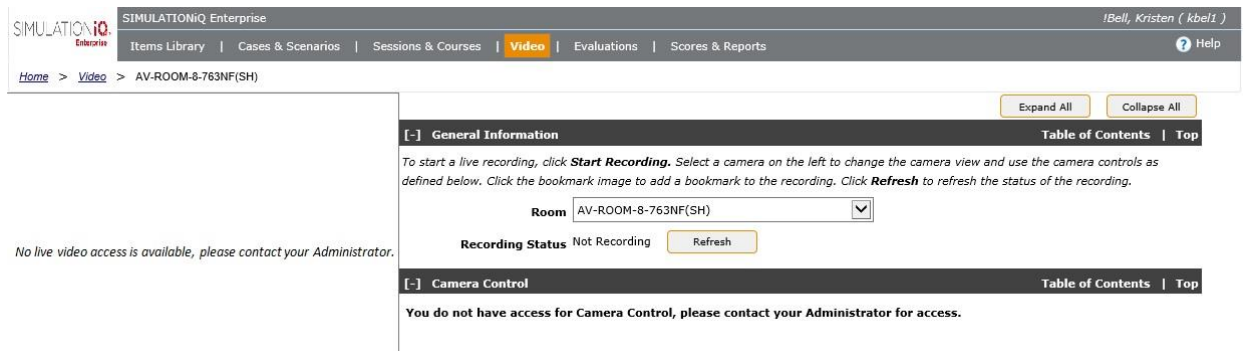 SIMULATIONiQ.
Enterprise
SIMULATIONiQ Enterprise
!Bell, Kristen ( kbel1 )
Items Library | Cases & Scenarios | Sessions & Courses | Video | Evaluations | Scores & Reports
? Help
Home > Video > AV-ROOM-8-763NF(SH)
Expand All Collapse All
[-] General Information Table of Contents | Top
To start a live recording, click Start Recording. Select a camera on the left to change the camera view and use the camera controls as
defined below. Click the bookmark image to add a bookmark to the recording. Click Refresh to refresh the status of the recording.
Room AV-ROOM-8-763NF(SH)
Recording Status Not Recording Refresh
No live video access is available, please contact your Administrator.
[-] Camera Control Table of Contents | Top
You do not have access for Camera Control, please contact your Administrator for access.